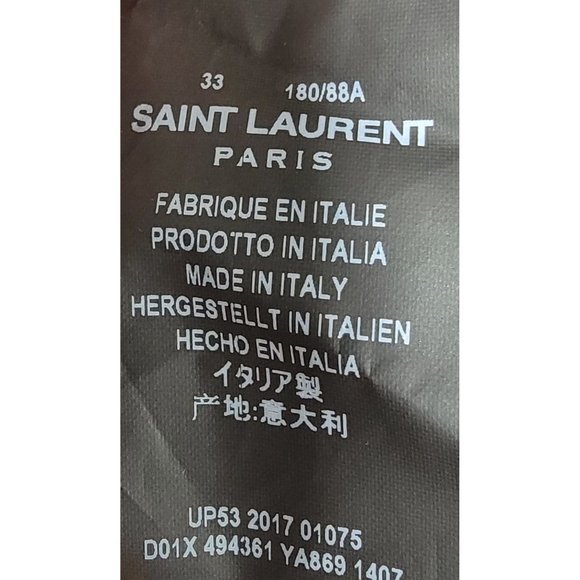 33 180/88A
SAINT LAURENT
PARIS
FABRIQUE EN ITALIE
PRODOTTO IN ITALIA
MADE IN ITALY
HERGESTELLT IN ITALIEN
HECHO EN ITALIA
イタリア製
产地:意大利
UP53 2017 01075
D01X 494361 YA869 1407